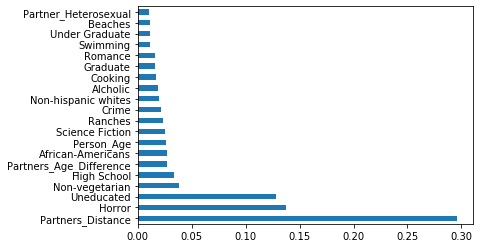 Partner_Heterosexual
Beaches
Under Graduate
Swimming
Romance
Graduate
Cooking
Alcholic
Non-hispanic whites
Crime
Ranches
Science Fiction
Person_Age
African-Americans
Partners_Age_Difference
High School
Non-vegetarian
Uneducated
Horror
Partners_Distance
0.00 0.05 0.10 0.15 0.20 0.25 0.30